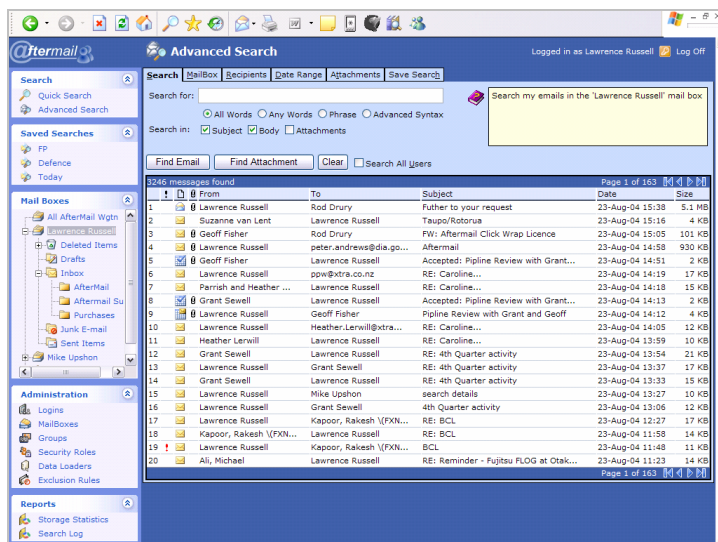 @ftermail
Advanced Search
Logged in as Lawrence Russell Log Off
Search
Quick Search
Advanced Search
Saved Searches
FP
Defence
Today
Mail Boxes
All AfterMail Wgtn
Lawrence Russell
Deleted Items
Drafts
Inbox
AfterMail
Aftermail Su
Purchases
Junk E-mail
Sent Items
Mike Upshon
Administration
Logins
MailBoxes
Groups
Security Roles
Data Loaders
Exclusion Rules
Reports
Storage Statistics
Search Log
Search MailBox Recipients Date Range Attachments Save Search
Search for:
All Words Any Words Phrase Advanced Syntax
Search in: Subject Body Attachments
Search my emails in the 'Lawrence Russell' mail box
Find Email Find Attachment Clear Search All Users
3246 messages found Page 1 of 163
! From To Subject Date Size
1 Lawrence Russell Rod Drury Futher to your request 23-Aug-04 15:38 5.1 MB
2 Suzanne van Lent Lawrence Russell Taupo/Rotorua 23-Aug-04 15:16 4 KB
3 Geoff Fisher Rod Drury FW: Aftermail Click Wrap Licence 23-Aug-04 15:05 101 KB
4 Lawrence Russell peter.andrews@dia.go... Aftermail 23-Aug-04 14:58 930 KB
5 Geoff Fisher Lawrence Russell Accepted: Pipline Review with Grant... 23-Aug-04 14:51 2 KB
6 Lawrence Russell ppw@xtra.co.nz RE: Caroline... 23-Aug-04 14:19 17 KB
7 Parrish and Heather ... Lawrence Russell RE: Caroline... 23-Aug-04 14:18 15 KB
8 Grant Sewell Lawrence Russell Accepted: Pipline Review with Grant... 23-Aug-04 14:13 2 KB
9 Lawrence Russell Geoff Fisher Pipline Review with Grant and Geoff 23-Aug-04 14:12 4 KB
10 Lawrence Russell Heather.Lerwill@xtra... RE: Caroline... 23-Aug-04 14:05 12 KB
11 Heather Lerwill Lawrence Russell RE: Caroline... 23-Aug-04 13:59 10 KB
12 Grant Sewell Lawrence Russell RE: 4th Quarter activity 23-Aug-04 13:54 21 KB
13 Lawrence Russell Grant Sewell RE: 4th Quarter activity 23-Aug-04 13:37 17 KB
14 Grant Sewell Lawrence Russell RE: 4th Quarter activity 23-Aug-04 13:33 15 KB
15 Lawrence Russell Mike Upshon search details 23-Aug-04 13:27 10 KB
16 Lawrence Russell Grant Sewell 4th Quarter activity 23-Aug-04 13:06 12 KB
17 Lawrence Russell Kapoor, Rakesh \(FXN... RE: BCL 23-Aug-04 12:27 17 KB
18 Kapoor, Rakesh \(FXN... Lawrence Russell RE: BCL 23-Aug-04 11:58 14 KB
19 ! Lawrence Russell Kapoor, Rakesh \(FXN... BCL 23-Aug-04 11:48 11 KB
20 Ali, Michael Lawrence Russell RE: Reminder - Fujitsu FLOG at Otak... 23-Aug-04 11:23 14 KB
Page 1 of 163